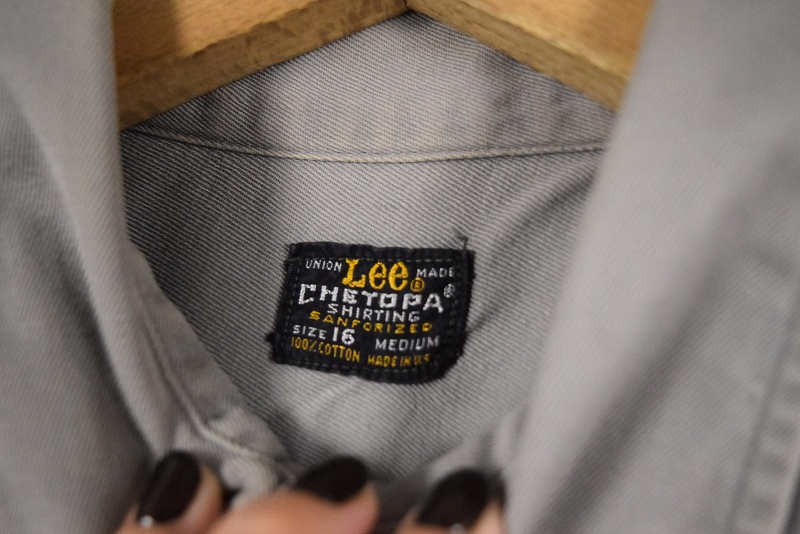 UNION Lee® MADE
CHETOPA®
SHIRTING
SANFORIZED
SIZE 16 MEDIUM
100% COTTON MADE IN U.S.